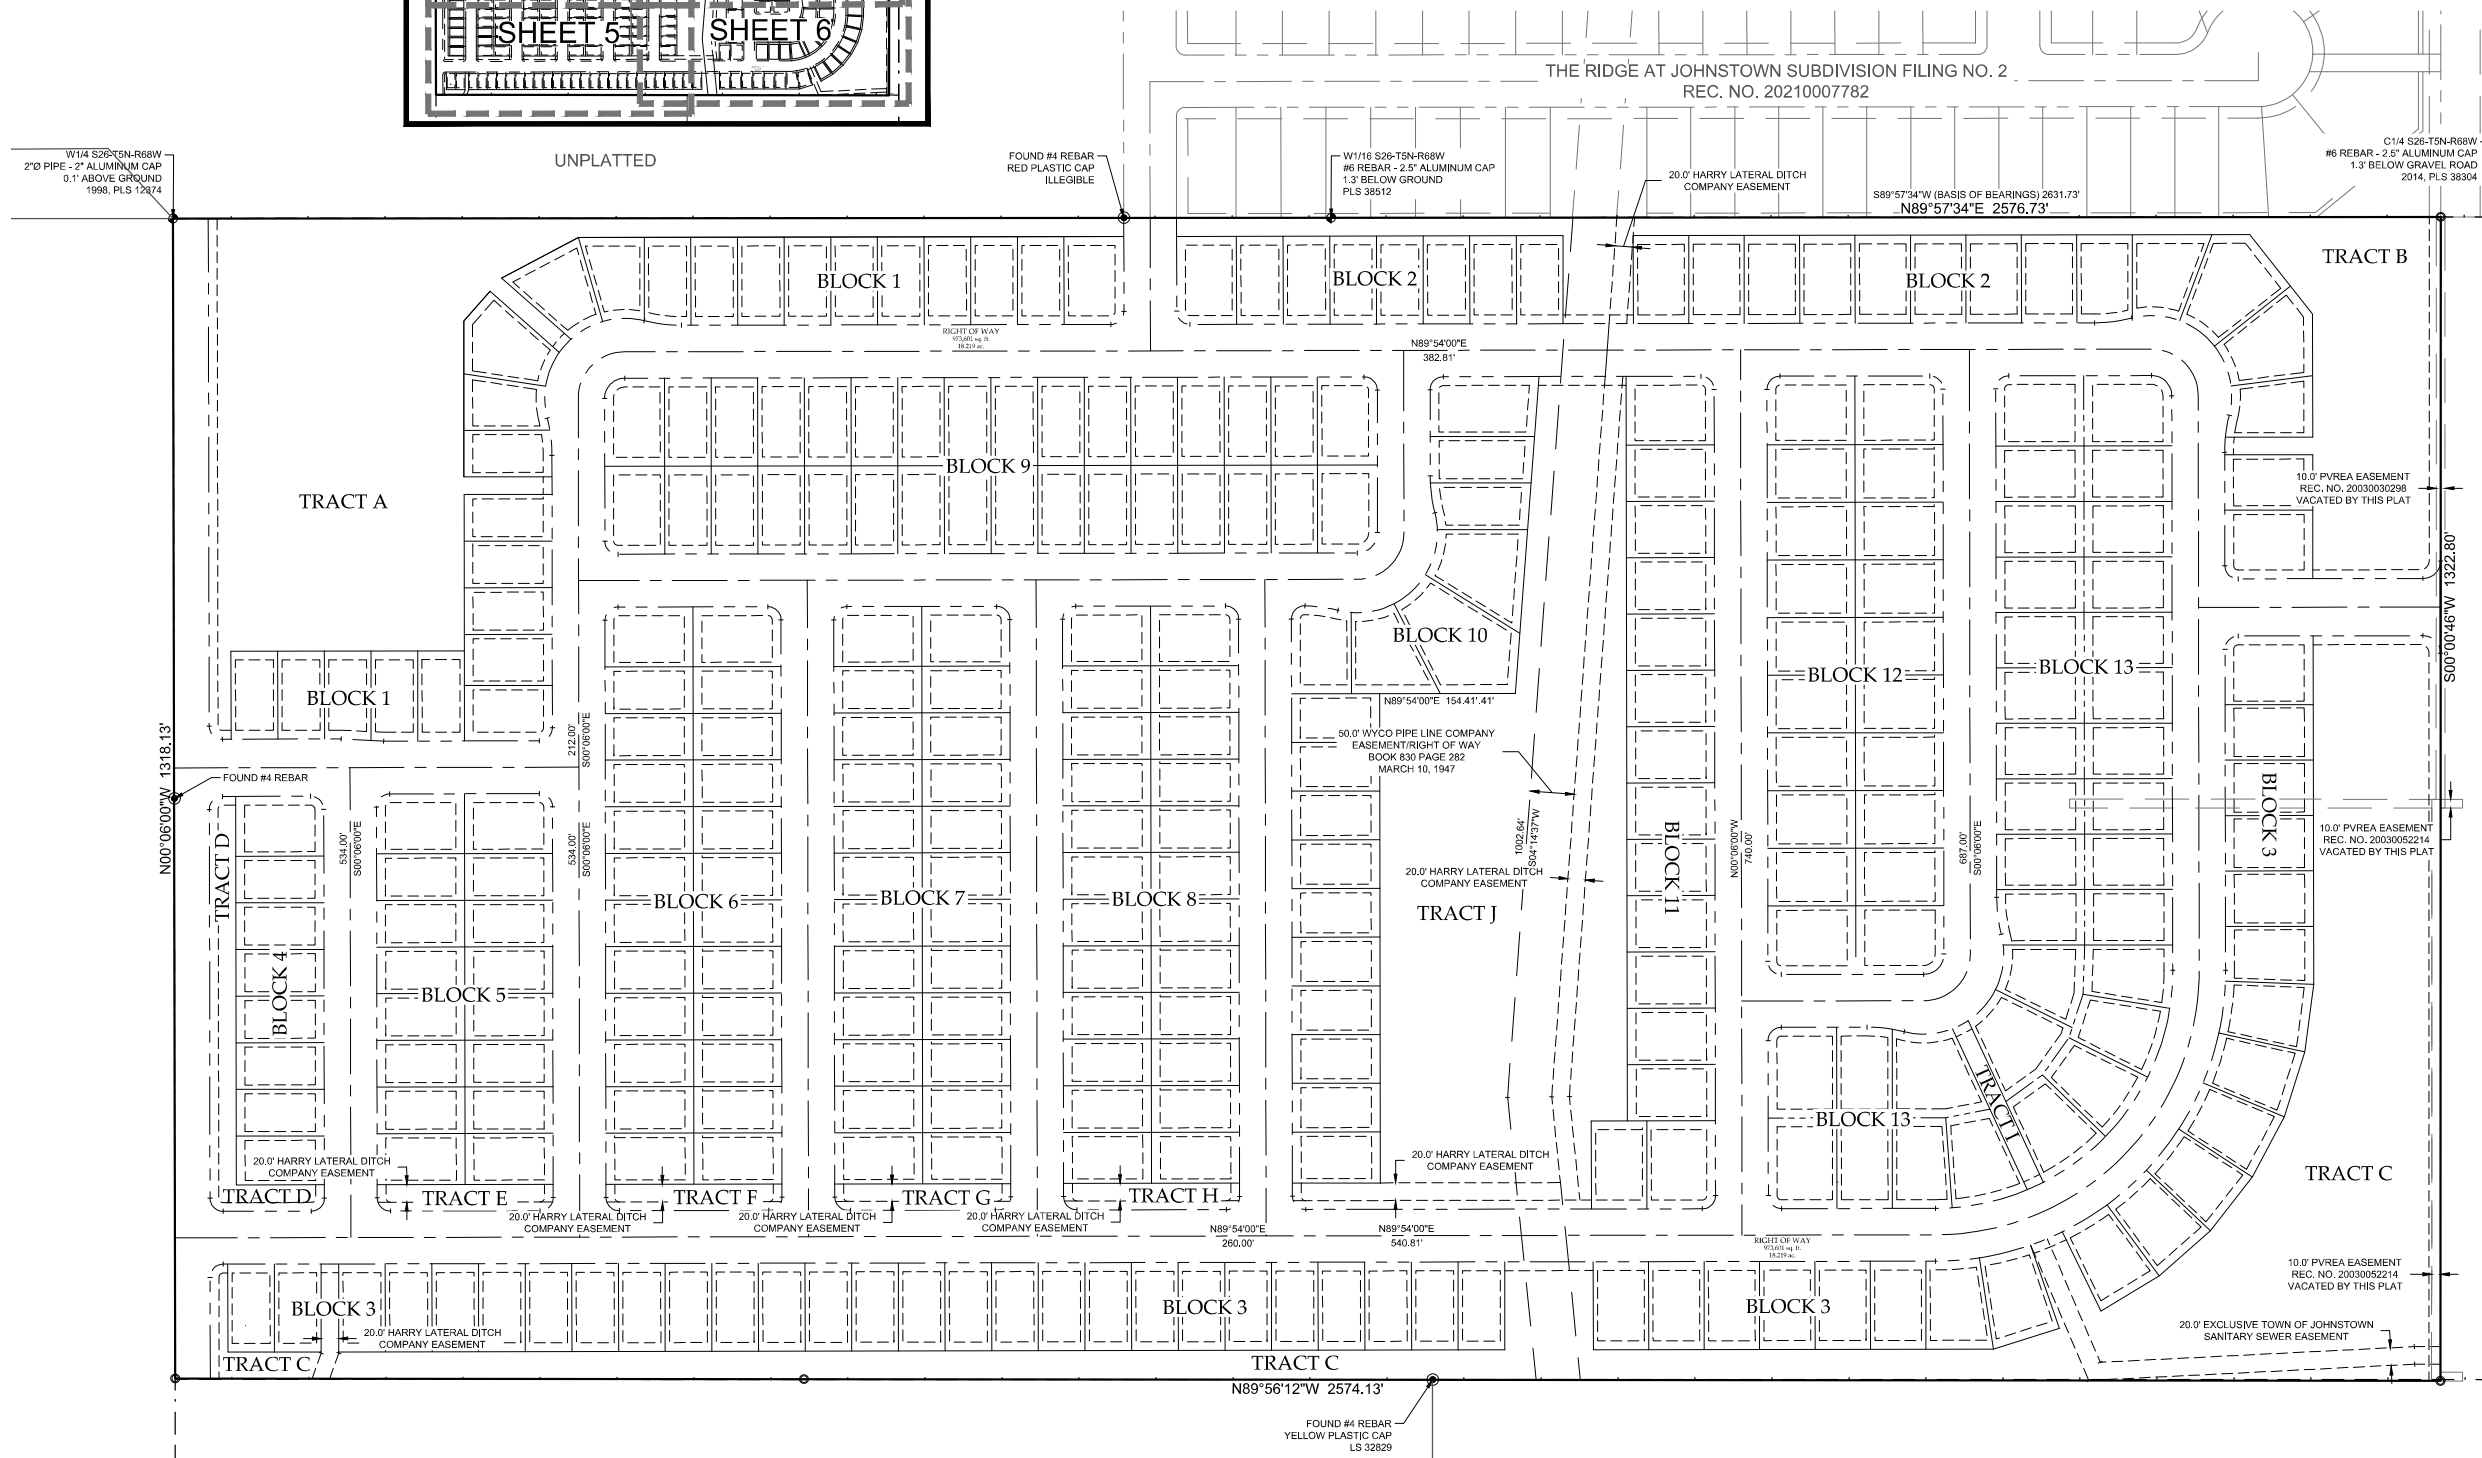 SHEET 5
SHEET 6
THE RIDGE AT JOHNSTOWN SUBDIVISION FILING NO. 2
REC. NO. 20210007782
UNPLATTED
W1/4 S26-T5N-R68W
2"Ø PIPE - 2" ALUMINUM CAP
0.1' ABOVE GROUND
1998, PLS 12374
FOUND #4 REBAR
RED PLASTIC CAP
ILLEGIBLE
W1/16 S26-T5N-R68W
#6 REBAR - 2.5" ALUMINUM CAP
1.3' BELOW GROUND
PLS 38512
20.0' HARRY LATERAL DITCH
COMPANY EASEMENT
C1/4 S26-T5N-R68W
#6 REBAR - 2.5" ALUMINUM CAP
1.3' BELOW GRAVEL ROAD
2014, PLS 38304
S89°57'34"W (BASIS OF BEARINGS) 2631.73'
N89°57'34"E 2576.73'
TRACT B
BLOCK 1
BLOCK 2
BLOCK 2
RIGHT OF WAY
973,601 sq. ft.
18.219 ac.
N89°54'00"E
382.81'
BLOCK 9
TRACT A
10.0' PVREA EASEMENT
REC. NO. 20030030298
VACATED BY THIS PLAT
S00°00'46"W 1322.80'
BLOCK 10
N89°54'00"E 154.41'.41'
BLOCK 12
BLOCK 13
BLOCK 1
212.00'
S00°06'00"E
50.0' WYCO PIPE LINE COMPANY
EASEMENT/RIGHT OF WAY
BOOK 830 PAGE 282
MARCH 10, 1947
N00°06'00"W 1318.13'
FOUND #4 REBAR
TRACT D
534.00'
S00°06'00"E
534.00'
S00°06'00"E
1002.64'
S04°14'37"W
BLOCK 11
N00°06'00"W
740.00'
687.00'
S00°06'00"E
BLOCK 3
10.0' PVREA EASEMENT
REC. NO. 20030052214
VACATED BY THIS PLAT
20.0' HARRY LATERAL DITCH
COMPANY EASEMENT
BLOCK 6
BLOCK 7
BLOCK 8
TRACT J
BLOCK 4
BLOCK 5
TRACT I
BLOCK 13
20.0' HARRY LATERAL DITCH
COMPANY EASEMENT
20.0' HARRY LATERAL DITCH
COMPANY EASEMENT
TRACT C
TRACT D
TRACT E
TRACT F
TRACT G
TRACT H
20.0' HARRY LATERAL DITCH
COMPANY EASEMENT
20.0' HARRY LATERAL DITCH
COMPANY EASEMENT
20.0' HARRY LATERAL DITCH
COMPANY EASEMENT
N89°54'00"E
260.00'
N89°54'00"E
540.81'
RIGHT OF WAY
973,601 sq. ft.
18.219 ac.
10.0' PVREA EASEMENT
REC. NO. 20030052214
VACATED BY THIS PLAT
BLOCK 3
BLOCK 3
BLOCK 3
20.0' HARRY LATERAL DITCH
COMPANY EASEMENT
20.0' EXCLUSIVE TOWN OF JOHNSTOWN
SANITARY SEWER EASEMENT
TRACT C
TRACT C
N89°56'12"W 2574.13'
FOUND #4 REBAR
YELLOW PLASTIC CAP
LS 32829